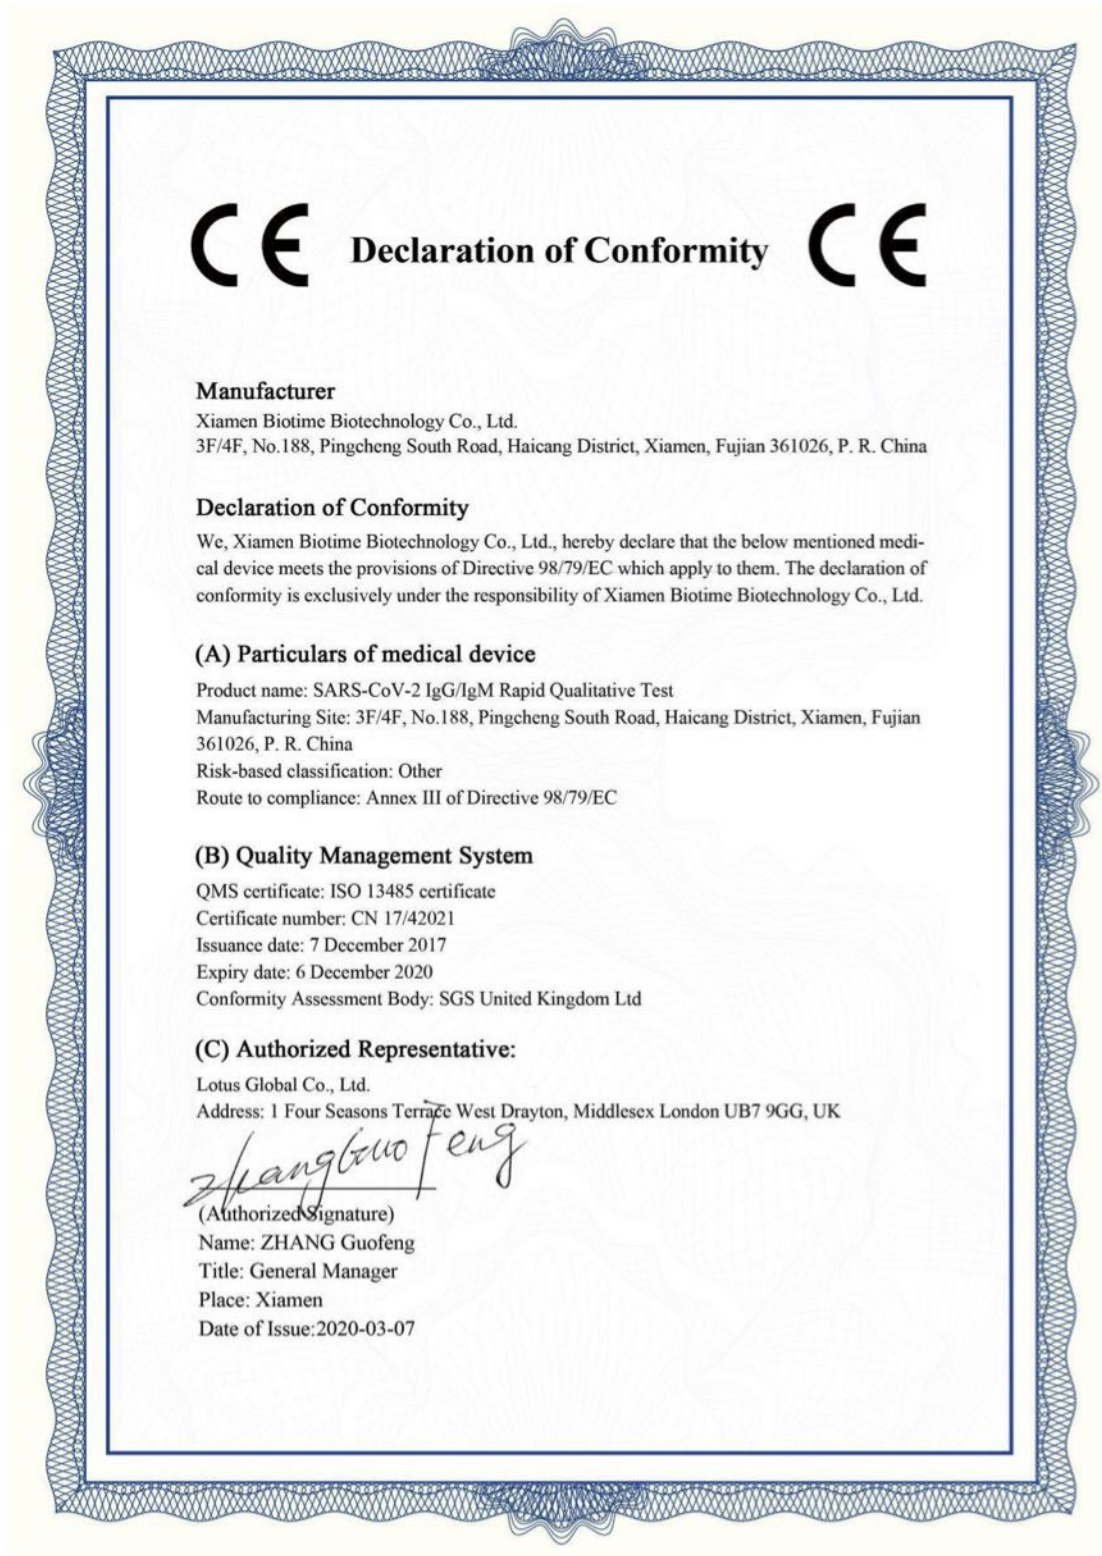 CE Declaration of Conformity CE
Manufacturer
Xiamen Biotime Biotechnology Co., Ltd.
3F/4F, No.188, Pingcheng South Road, Haicang District, Xiamen, Fujian 361026, P. R. China
Declaration of Conformity
We, Xiamen Biotime Biotechnology Co., Ltd., hereby declare that the below mentioned medi-
cal device meets the provisions of Directive 98/79/EC which apply to them. The declaration of
conformity is exclusively under the responsibility of Xiamen Biotime Biotechnology Co., Ltd.
(A) Particulars of medical device
Product name: SARS-CoV-2 IgG/IgM Rapid Qualitative Test
Manufacturing Site: 3F/4F, No.188, Pingcheng South Road, Haicang District, Xiamen, Fujian
361026, P. R. China
Risk-based classification: Other
Route to compliance: Annex III of Directive 98/79/EC
(B) Quality Management System
QMS certificate: ISO 13485 certificate
Certificate number: CN 17/42021
Issuance date: 7 December 2017
Expiry date: 6 December 2020
Conformity Assessment Body: SGS United Kingdom Ltd
(C) Authorized Representative:
Lotus Global Co., Ltd.
Address: 1 Four Seasons Terrace West Drayton, Middlesex London UB7 9GG, UK
ZhangGuo Feng
(Authorized Signature)
Name: ZHANG Guofeng
Title: General Manager
Place: Xiamen
Date of Issue:2020-03-07